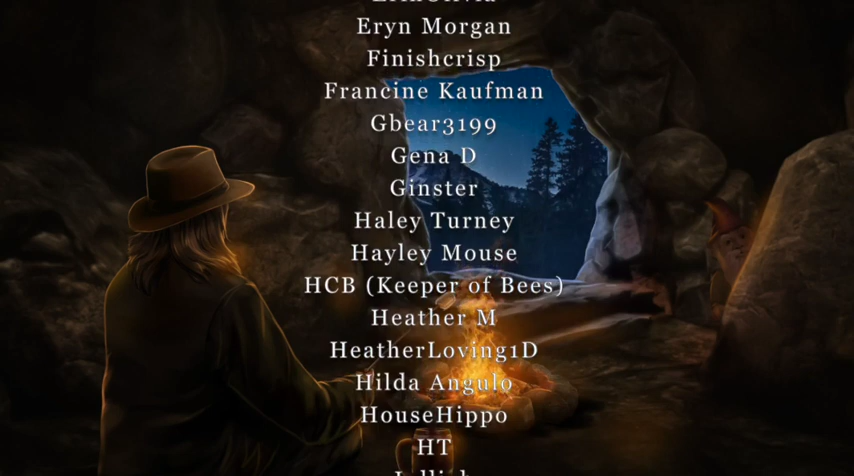 Eryn Morgan
Finishcrisp
Francine Kaufman
Gbear3199
Gena D
Ginster
Haley Turney
Hayley Mouse
HCB (Keeper of Bees)
Heather M
HeatherLoving1D
Hilda Angulo
HouseHippo
HT